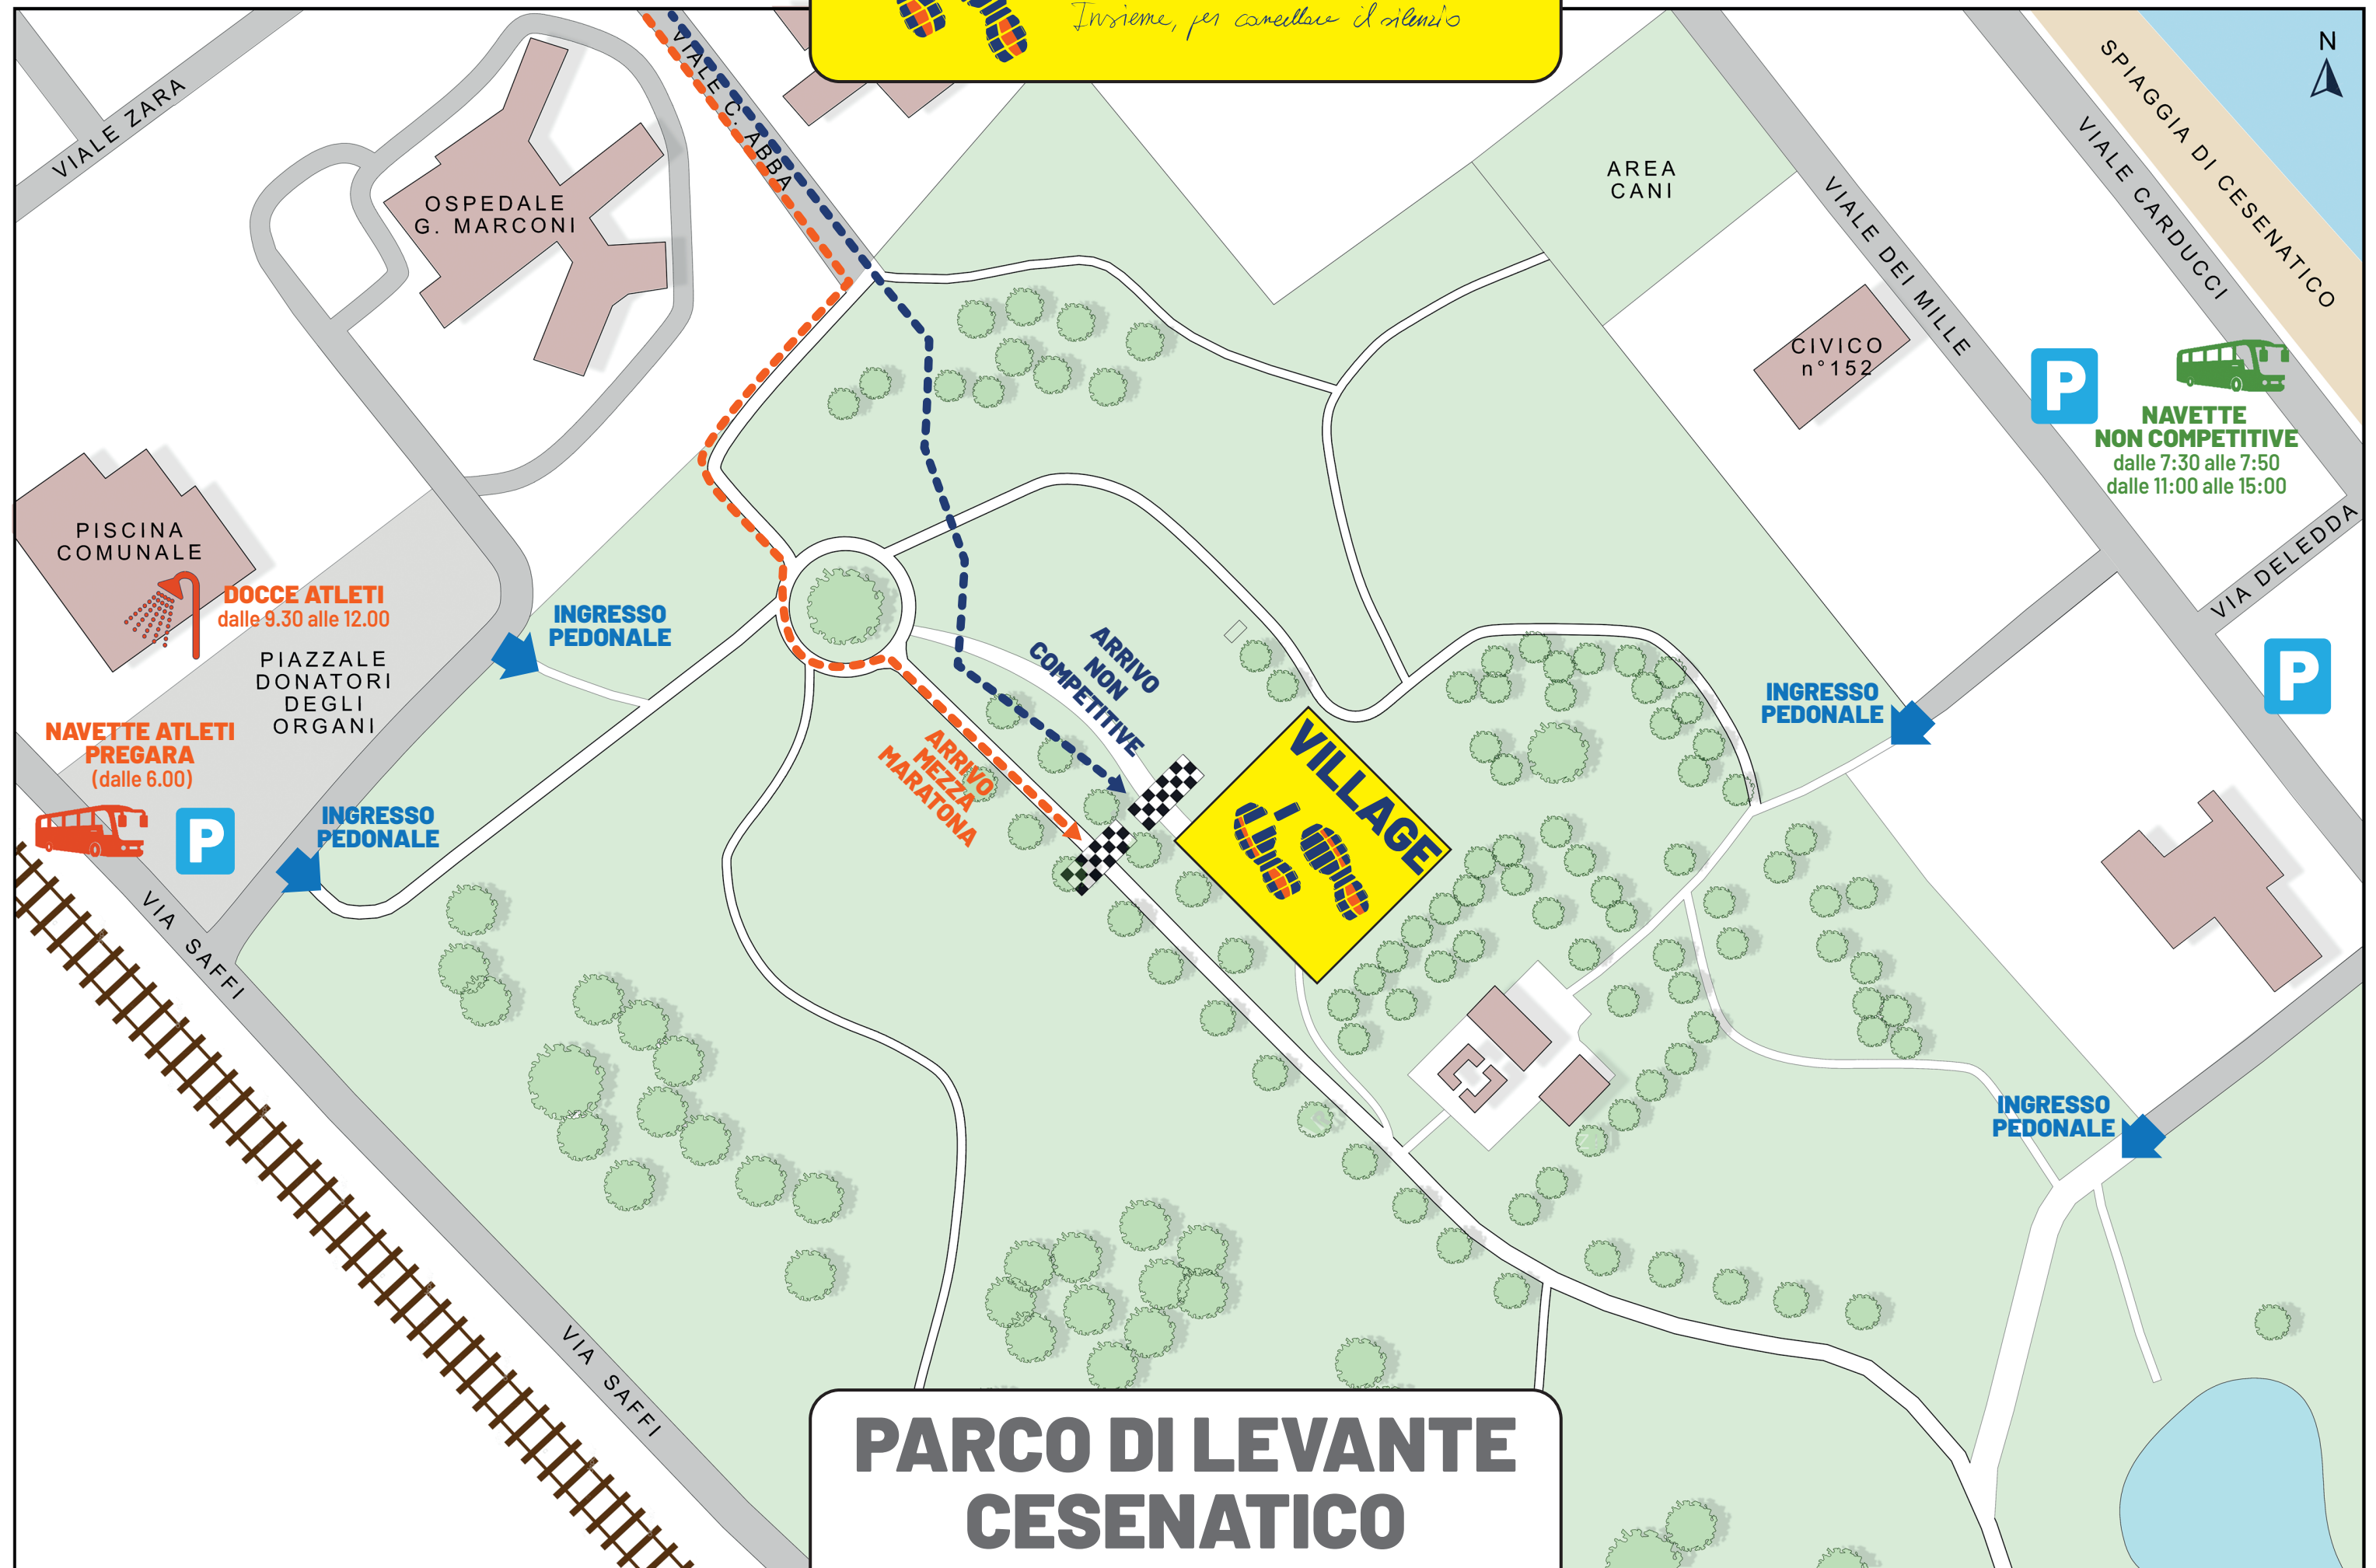 Insieme, per cancellare il silenzio
N
VIALE ZARA
VIALE C. ABBA
OSPEDALE
G. MARCONI
AREA
CANI
SPIAGGIA DI CESENATICO
VIALE CARDUCCI
VIALE DEI MILLE
CIVICO
n°152
P
NAVETTE
NON COMPETITIVE
dalle 7:30 alle 7:50
dalle 11:00 alle 15:00
VIA DELEDDA
P
PISCINA
COMUNALE
DOCCE ATLETI
dalle 9.30 alle 12.00
INGRESSO
PEDONALE
PIAZZALE
DONATORI
DEGLI
ORGANI
NAVETTE ATLETI
PREGARA
(dalle 6.00)
P
INGRESSO
PEDONALE
ARRIVO
NON
COMPETITIVE
ARRIVO
MEZZA
MARATONA
VILLAGE
INGRESSO
PEDONALE
INGRESSO
PEDONALE
VIA SAFFI
VIA SAFFI
PARCO DI LEVANTE
CESENATICO